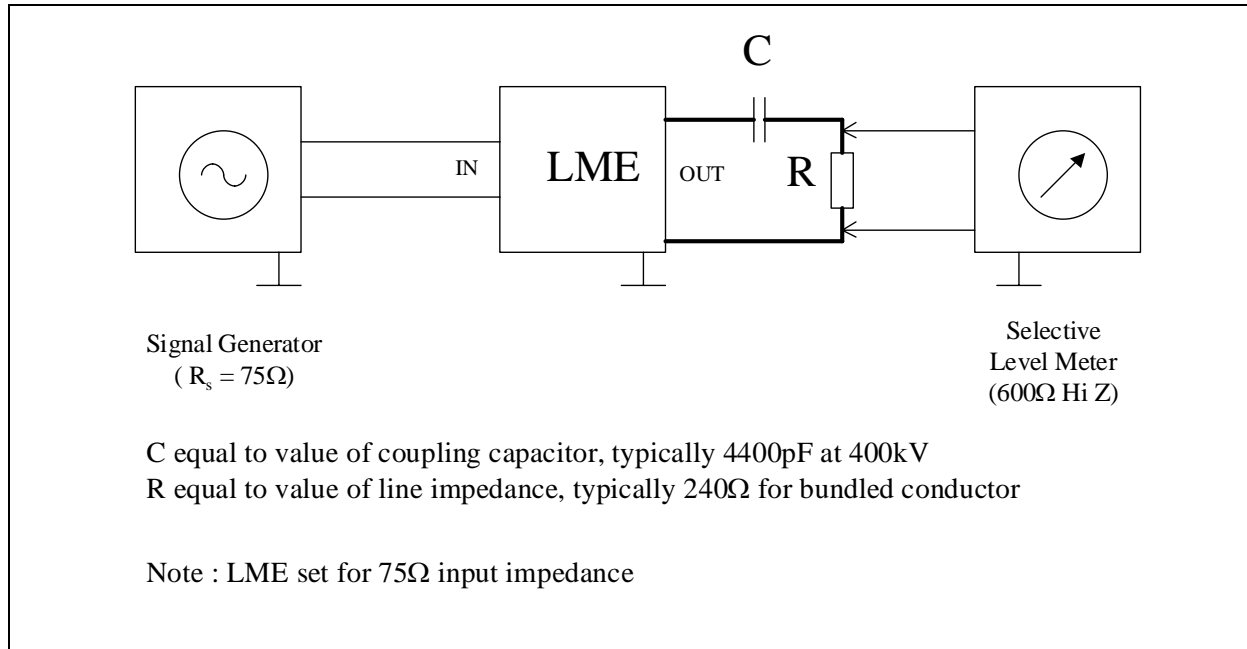 C
IN
LME
OUT
R
Signal Generator
( Rs = 75Ω)
Selective
Level Meter
(600Ω Hi Z)
C equal to value of coupling capacitor, typically 4400pF at 400kV
R equal to value of line impedance, typically 240Ω for bundled conductor
Note : LME set for 75Ω input impedance